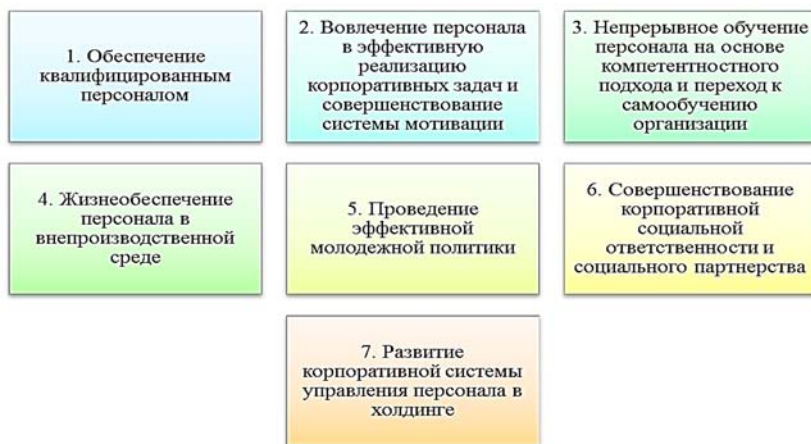 1. Обеспечение
квалифицированным
персоналом
2. Вовлечение персонала
в эффективную
реализацию
корпоративных задач и
совершенствование
системы мотивации
3. Непрерывное обучение
персонала на основе
компетентностного
подхода и переход к
самообучению
организации
4. Жизнеобеспечение
персонала в
внепроизводственной
среде
5. Проведение
эффективной
молодежной политики
6. Совершенствование
корпоративной
социальной
ответственности и
социального партнерства
7. Развитие
корпоративной системы
управления персонала в
холдинге